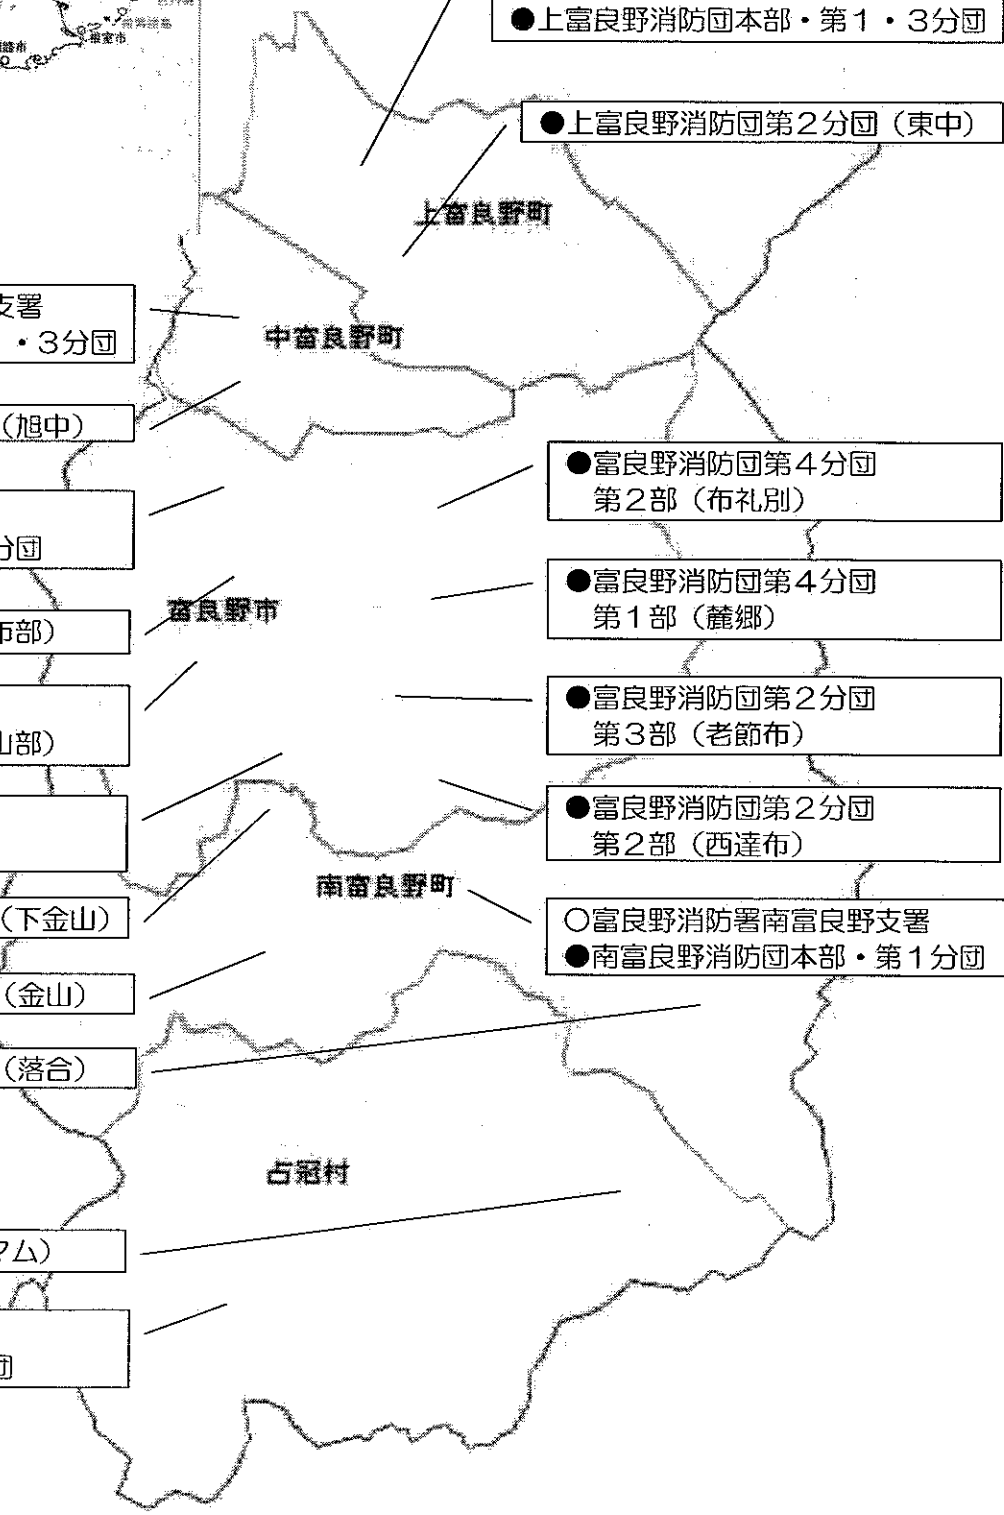 ●上富良野消防団本部・第1・3分団
●上富良野消防団第2分団（東中）
上富良野町
支署
・3分団
中富良野町
（旭中）
●富良野消防団第4分団
第2部（布礼別）
分団
●富良野消防団第4分団
第1部（麓郷）
富良野市
布部）
●富良野消防団第2分団
第3部（老節布）
山部）
●富良野消防団第2分団
第2部（西達布）
南富良野町
（下金山）
○富良野消防署南富良野支署
●南富良野消防団本部・第1分団
（金山）
（落合）
占冠村
マム）
団